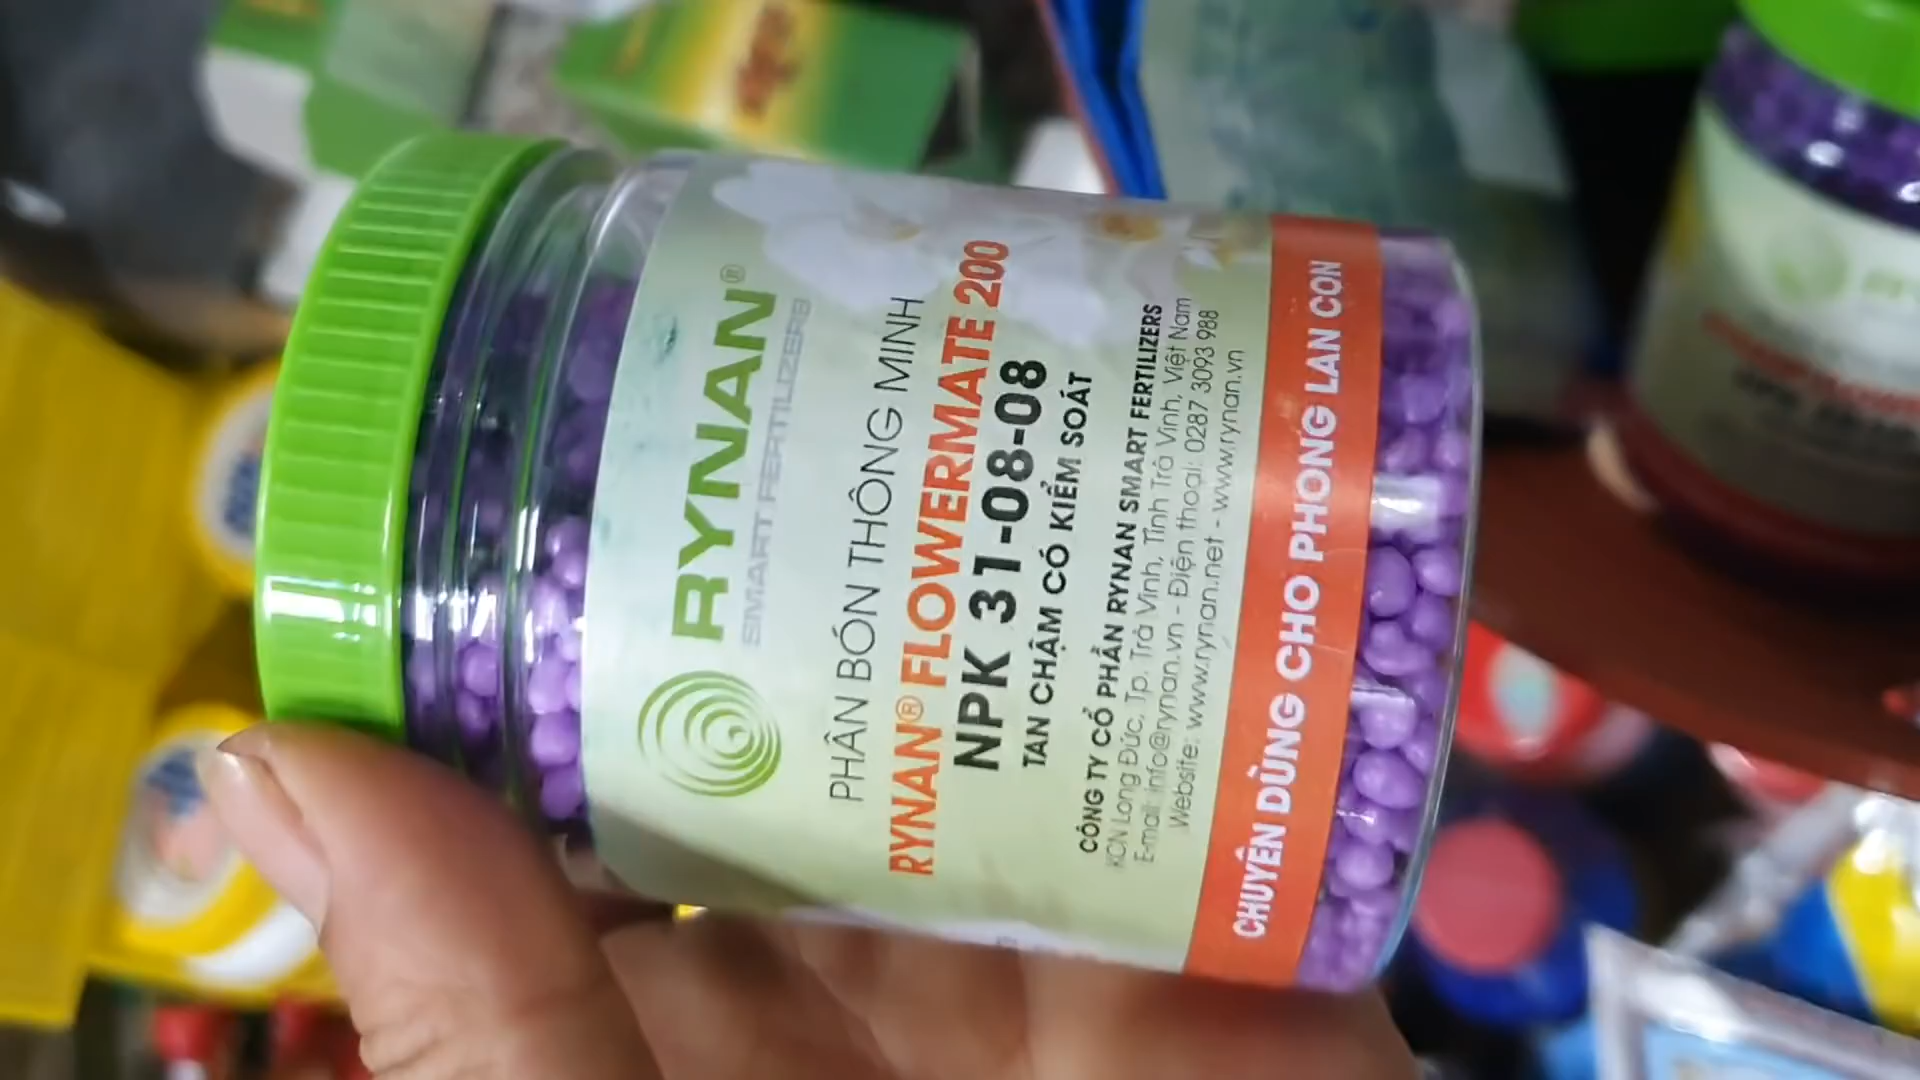 RYNAN®
SMART FERTILIZERS
PHÂN BÓN THÔNG MINH
RYNAN® FLOWERMATE 200
NPK 31-08-08
TAN CHẬM CÓ KIỂM SOÁT
CÔNG TY CỔ PHẦN RYNAN SMART FERTILIZERS
KCN Long Đức, Tp. Trà Vinh, Tỉnh Trà Vinh, Việt Nam
E-mail: info@rynan.vn - Điện thoại: 0287 3093 988
Website: www.rynan.net - www.rynan.vn
CHUYÊN DÙNG CHO PHONG LAN CON